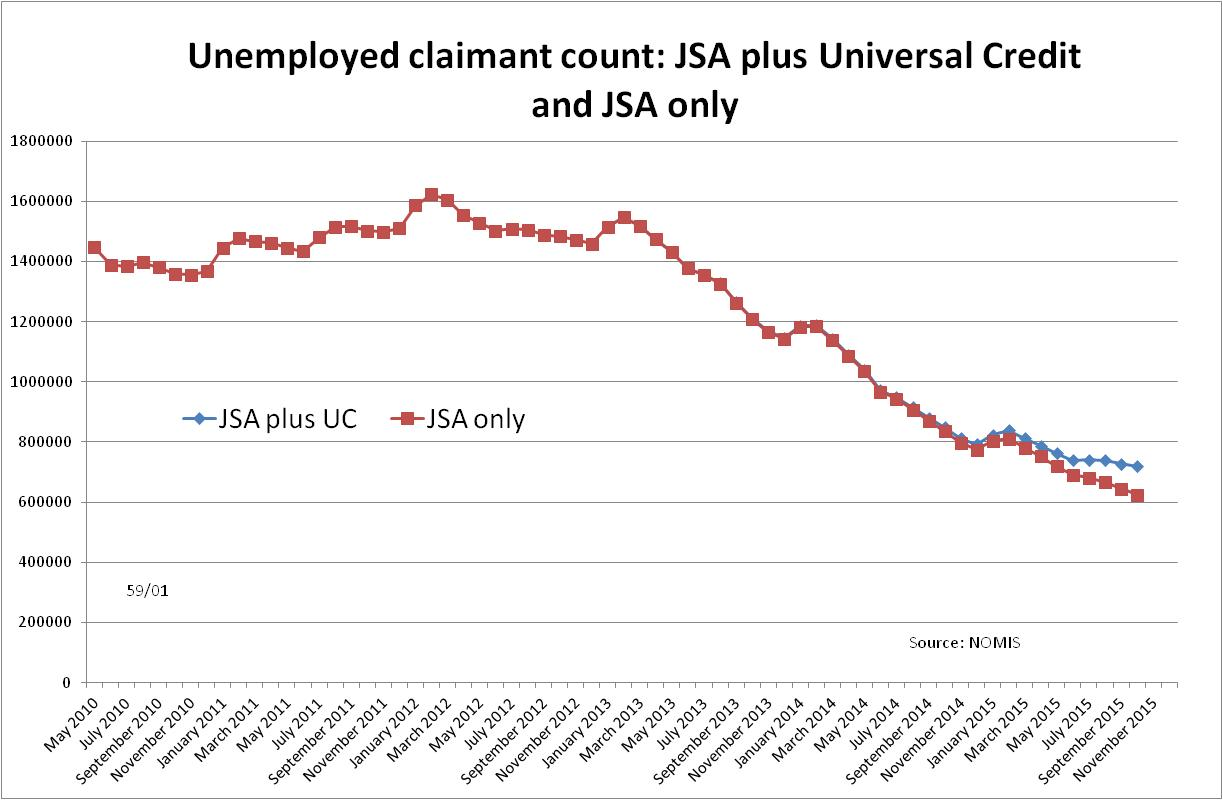 Unemployed claimant count: JSA plus Universal Credit
and JSA only
1800000
1600000
1400000
1200000
1000000
800000
600000
400000
200000
0
JSA plus UC
JSA only
59/01
Source: NOMIS
May 2010
July 2010
September 2010
November 2010
January 2011
March 2011
May 2011
July 2011
September 2011
November 2011
January 2012
March 2012
May 2012
July 2012
September 2012
November 2012
January 2013
March 2013
May 2013
July 2013
September 2013
November 2013
January 2014
March 2014
May 2014
July 2014
September 2014
November 2014
January 2015
March 2015
May 2015
July 2015
September 2015
November 2015